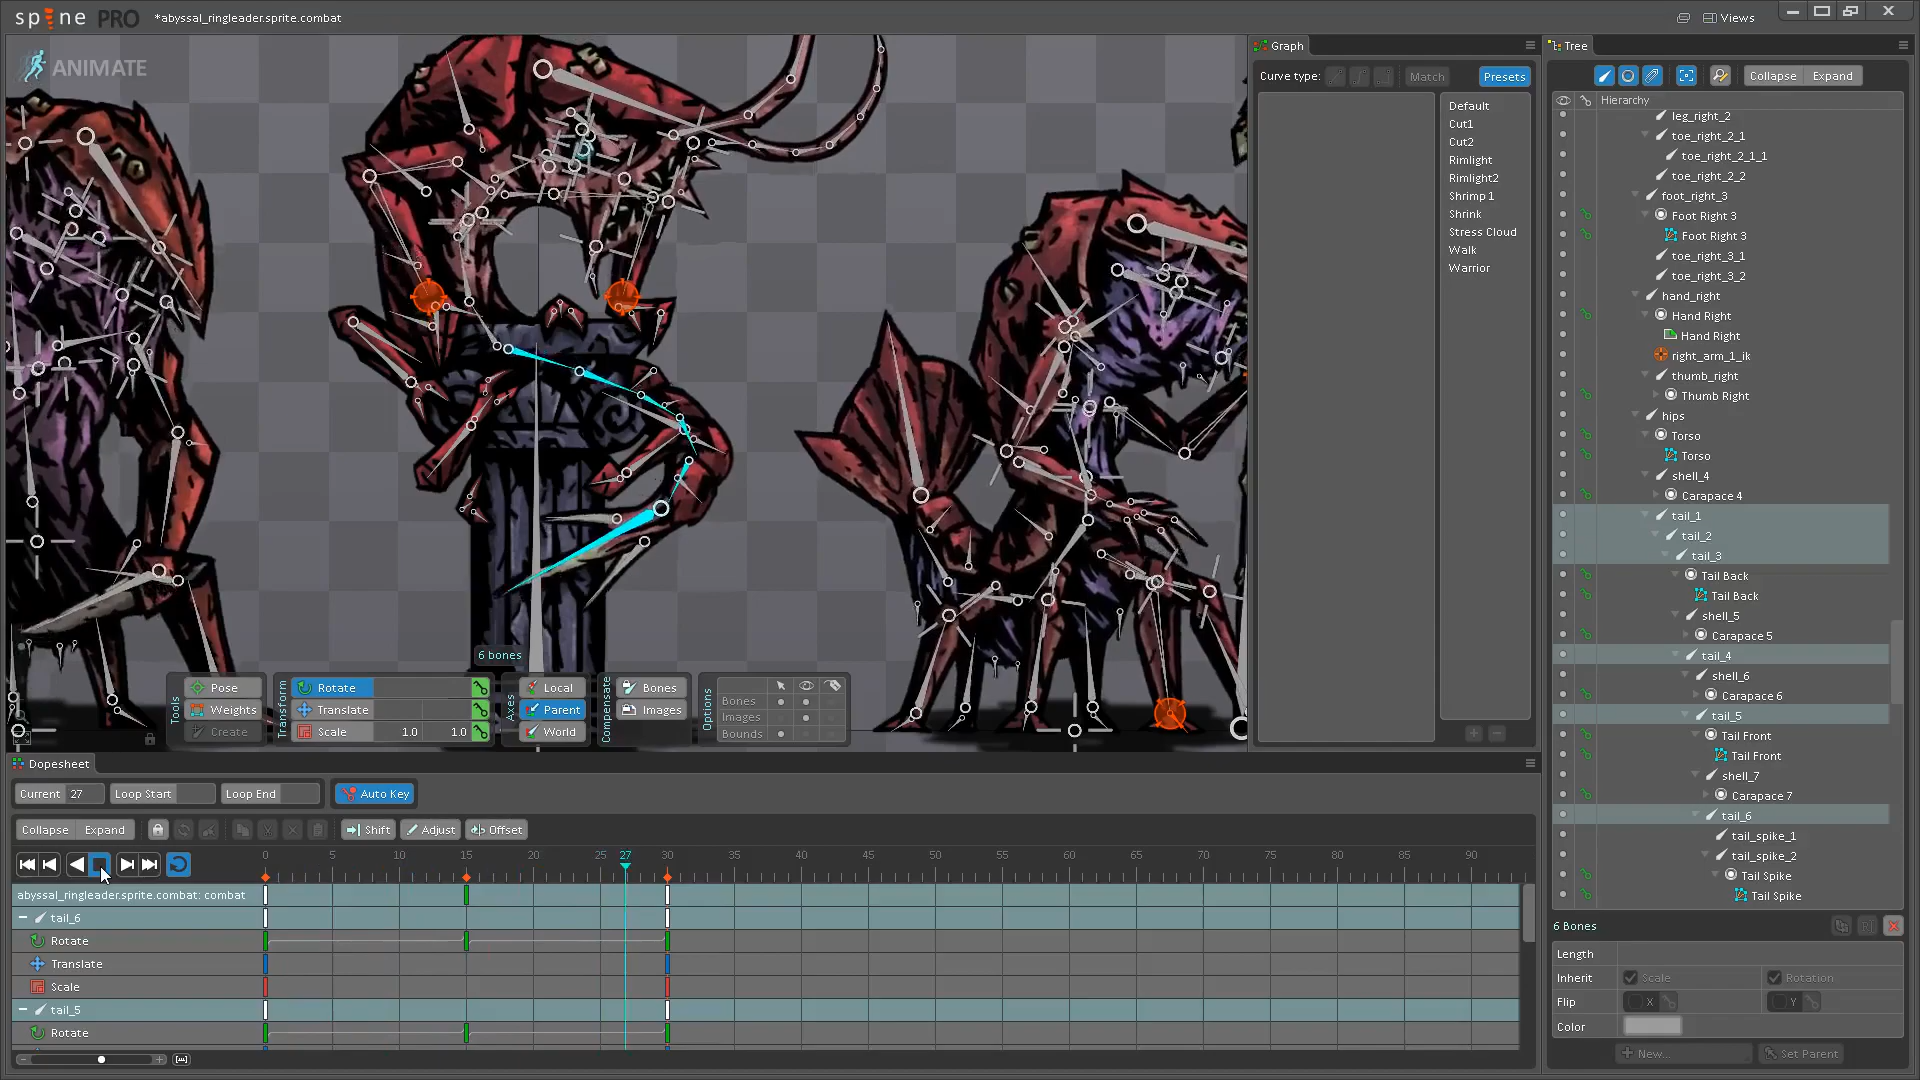 spine PRO *abyssal_ringleader.sprite.combat
Views
ANIMATE
Graph
Curve type: Match Presets
Default
Cut1
Cut2
Rimlight
Rimlight2
Shrimp 1
Shrink
Stress Cloud
Walk
Warrior
Tree
Collapse Expand
Hierarchy
leg_right_2
toe_right_2_1
toe_right_2_1_1
toe_right_2_2
foot_right_3
Foot Right 3
Foot Right 3
toe_right_3_1
toe_right_3_2
hand_right
Hand Right
Hand Right
right_arm_1_ik
thumb_right
Thumb Right
hips
Torso
Torso
shell_4
Carapace 4
tail_1
tail_2
tail_3
Tail Back
Tail Back
shell_5
Carapace 5
tail_4
shell_6
Carapace 6
tail_5
Tail Front
Tail Front
shell_7
Carapace 7
tail_6
tail_spike_1
tail_spike_2
Tail Spike
Tail Spike
6 Bones
Length
Inherit Scale Rotation
Flip X Y
Color
New... Set Parent
6 bones
Tools
Pose
Weights
Create
Transform
Rotate
Translate
Scale 1.0 1.0
Axes
Local
Parent
World
Compensate
Bones
Images
Options
Bones
Images
Bounds
Dopesheet
Current 27 Loop Start Loop End Auto Key
Collapse Expand Shift Adjust Offset
0 5 10 15 20 25 27 30 35 40 45 50 55 60 65 70 75 80 85 90
abyssal_ringleader.sprite.combat: combat
tail_6
Rotate
Translate
Scale
tail_5
Rotate